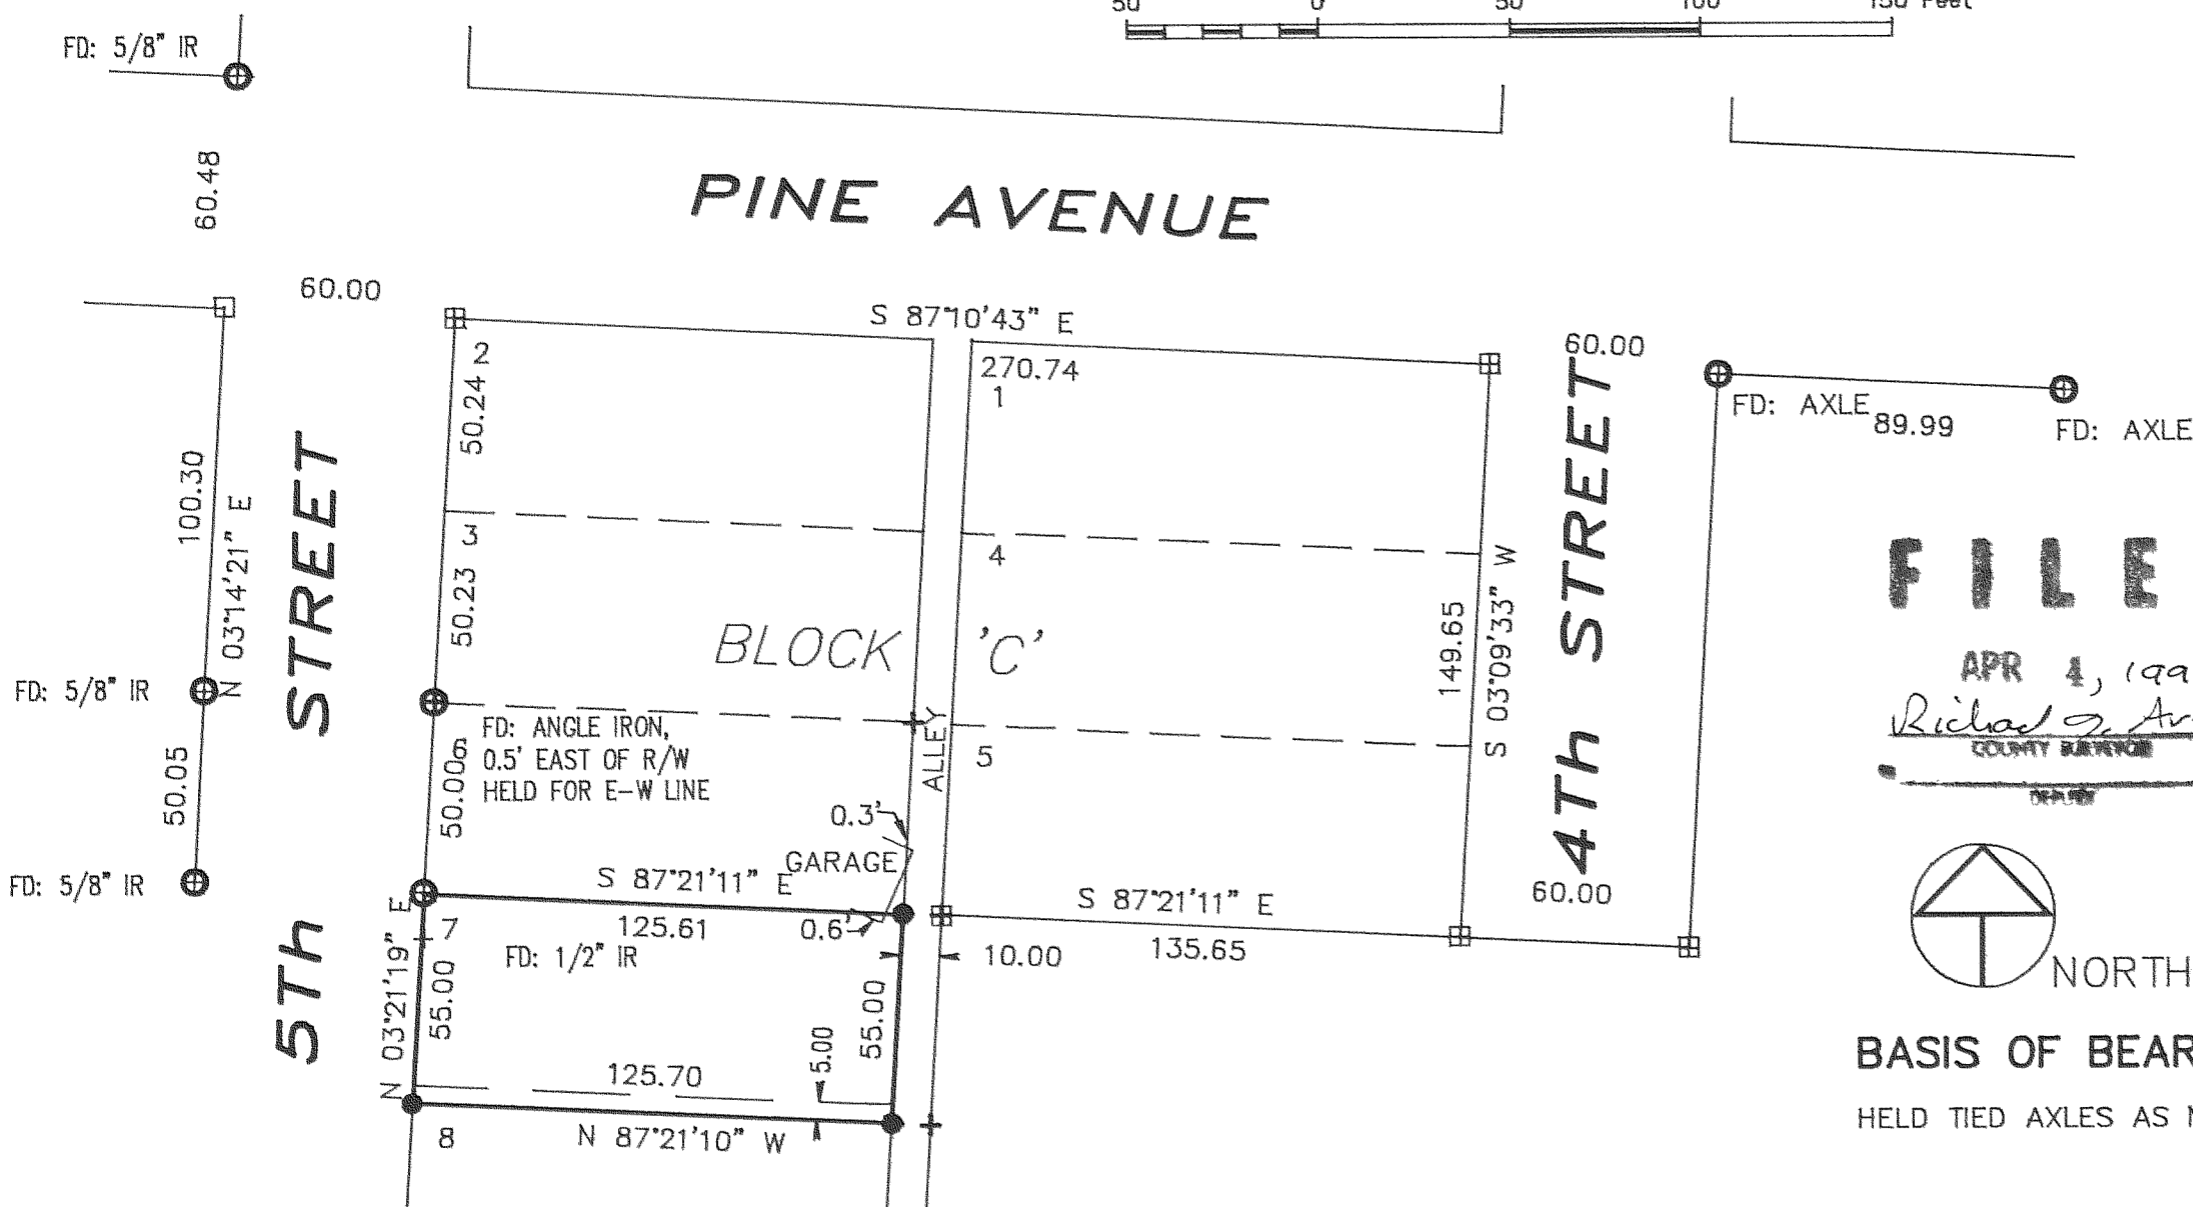 50 0 50 100 150 Feet
FD: 5/8" IR
60.48
PINE AVENUE
60.00
S 87°10'43" E
270.74
60.00
2
1
50.24
FD: AXLE
89.99
FD: AXLE
100.30
N 03°14'21" E
5Th STREET
3
4
50.23
BLOCK 'C'
149.65
S 03°09'33" W
4Th STREET
FILE
APR 4, 199
Richad
COUNTY SURVEYOR
DEPUTY
FD: 5/8" IR
FD: ANGLE IRON,
0.5' EAST OF R/W
HELD FOR E-W LINE
6
50.00
ALLEY
5
50.05
0.3'
GARAGE
FD: 5/8" IR
S 87°21'11" E
125.61
0.6'
S 87°21'11" E
135.65
60.00
10.00
7
FD: 1/2" IR
N 03°21'19" E
55.00
55.00
5.00
125.70
8
N 87°21'10" W
NORTH
BASIS OF BEAR
HELD TIED AXLES AS